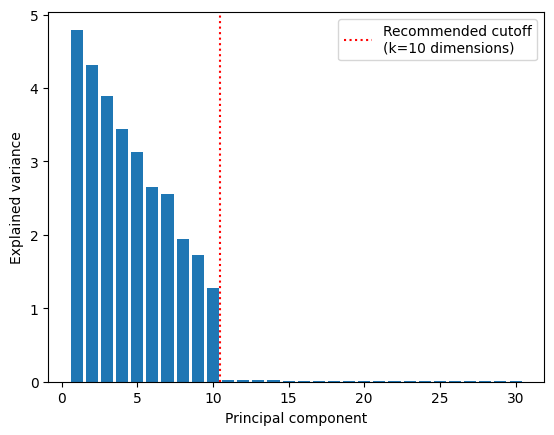 5
4
3
2
1
0
Explained variance
Recommended cutoff
(k=10 dimensions)
0 5 10 15 20 25 30
Principal component